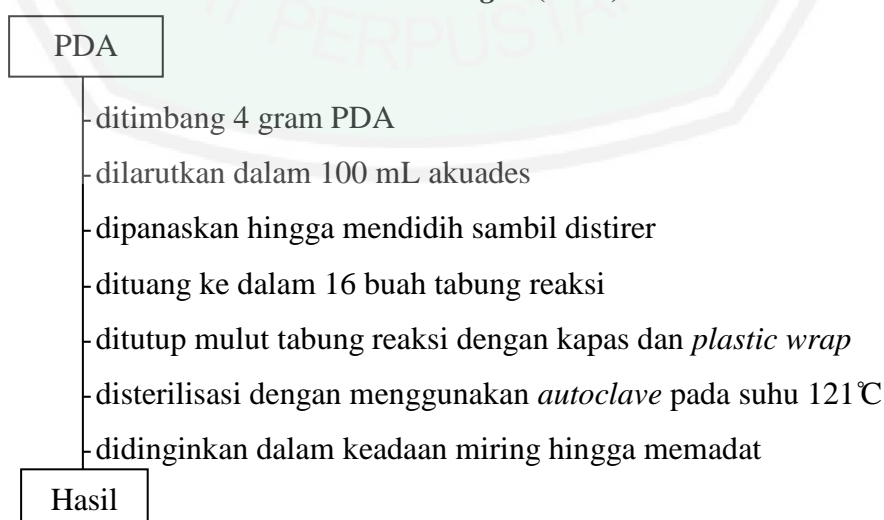 PERPUSTA
PDA
- ditimbang 4 gram PDA
- dilarutkan dalam 100 mL akuades
- dipanaskan hingga mendidih sambil distirer
- dituang ke dalam 16 buah tabung reaksi
- ditutup mulut tabung reaksi dengan kapas dan plastic wrap
- disterilisasi dengan menggunakan autoclave pada suhu 121℃
- didinginkan dalam keadaan miring hingga memadat
Hasil